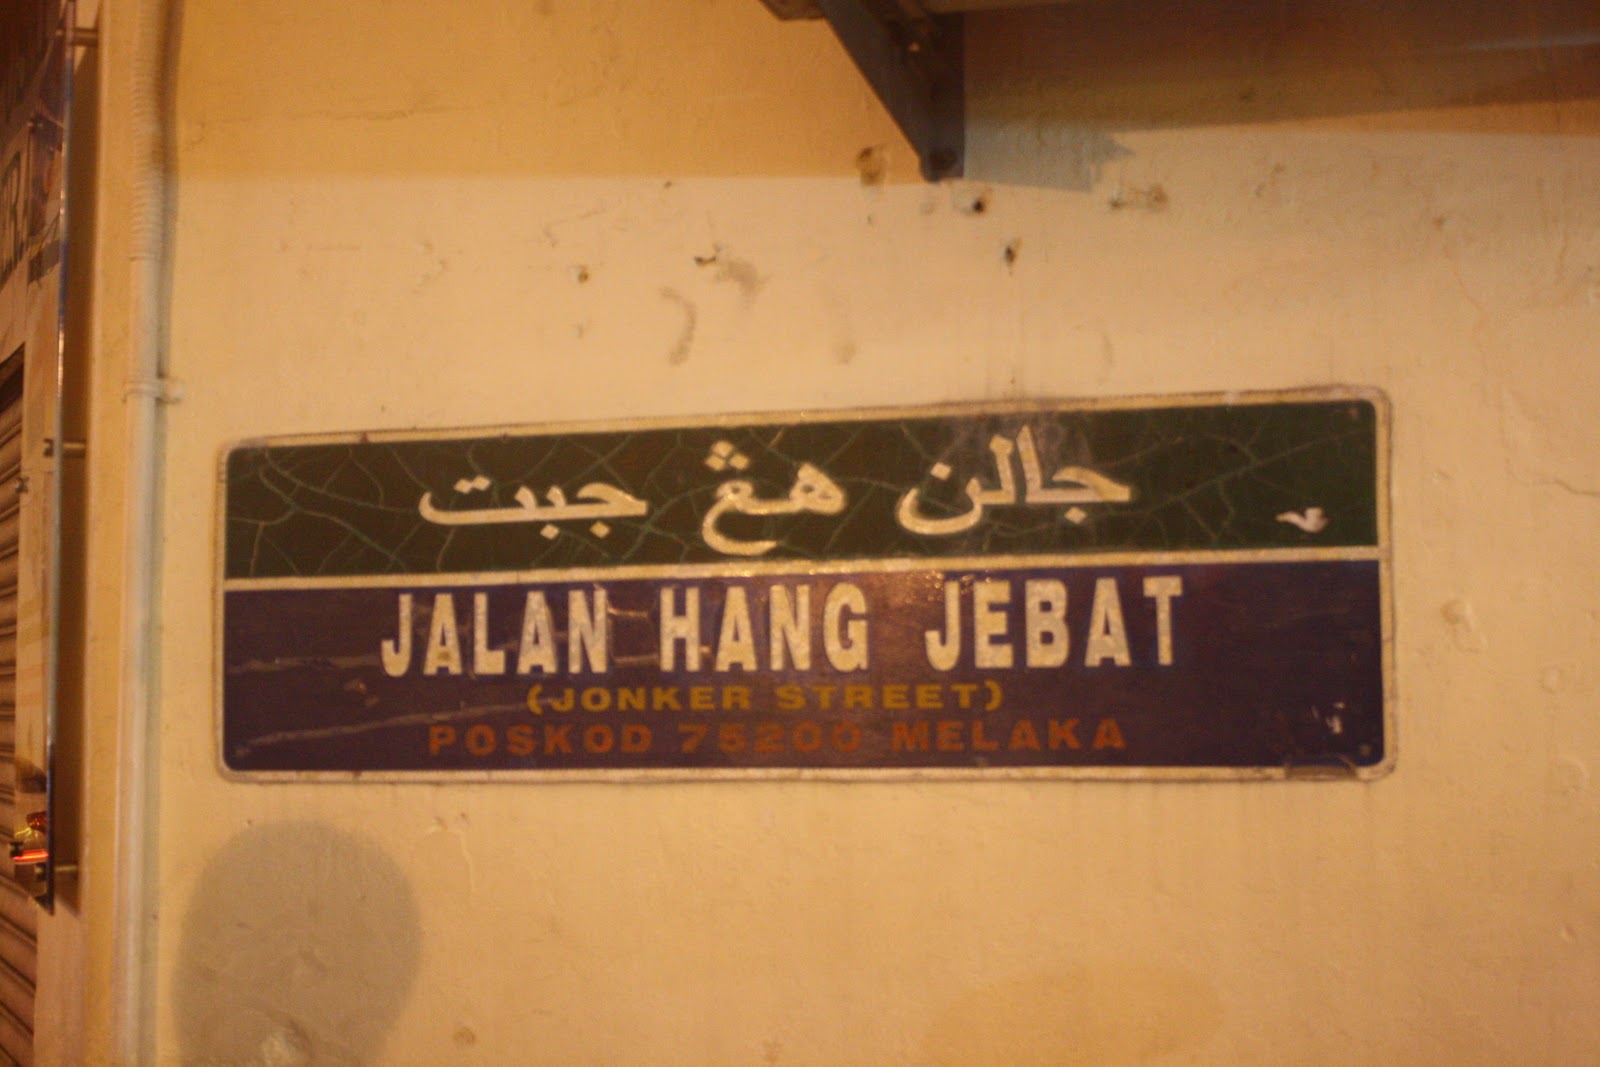 جالن هڠ جبت
JALAN HANG JEBAT
(JONKER STREET)
POSKOD 75200 MELAKA